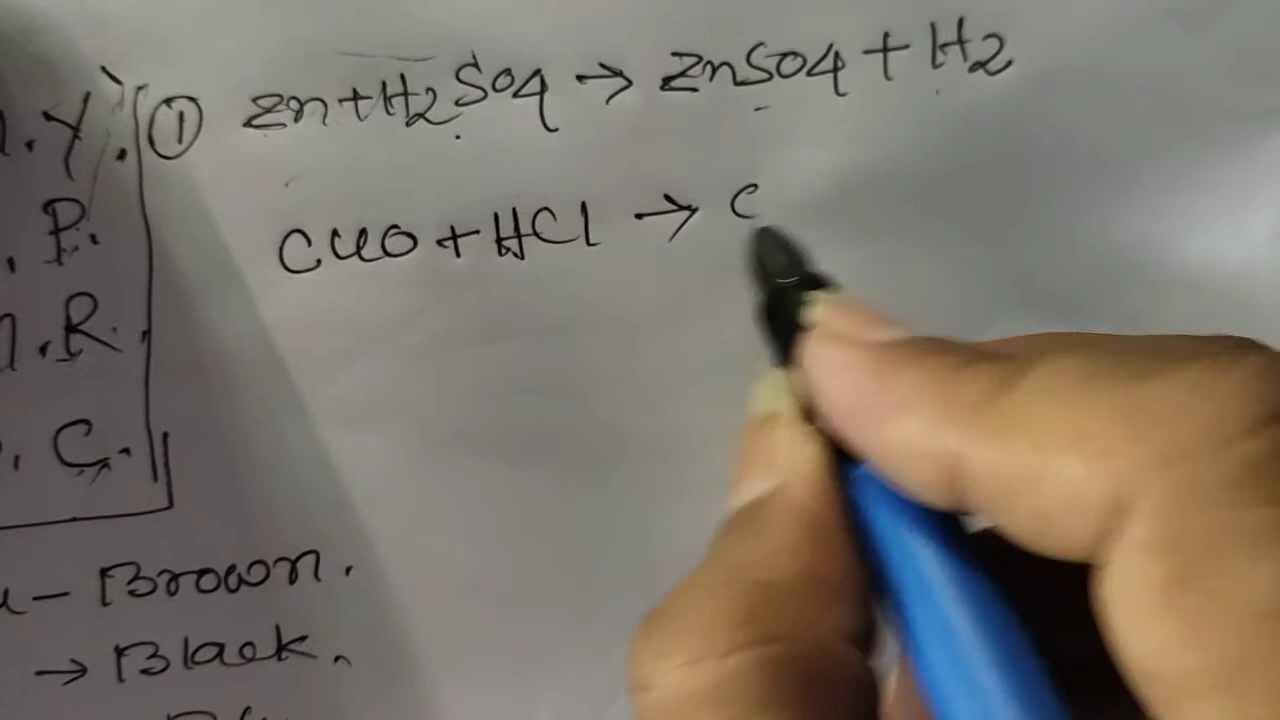 .Y.
① Zn+H2SO4 → ZnSO4+H2
.P.
CuO+HCl → C
.R.
. C.
- Brown.
→ Black.